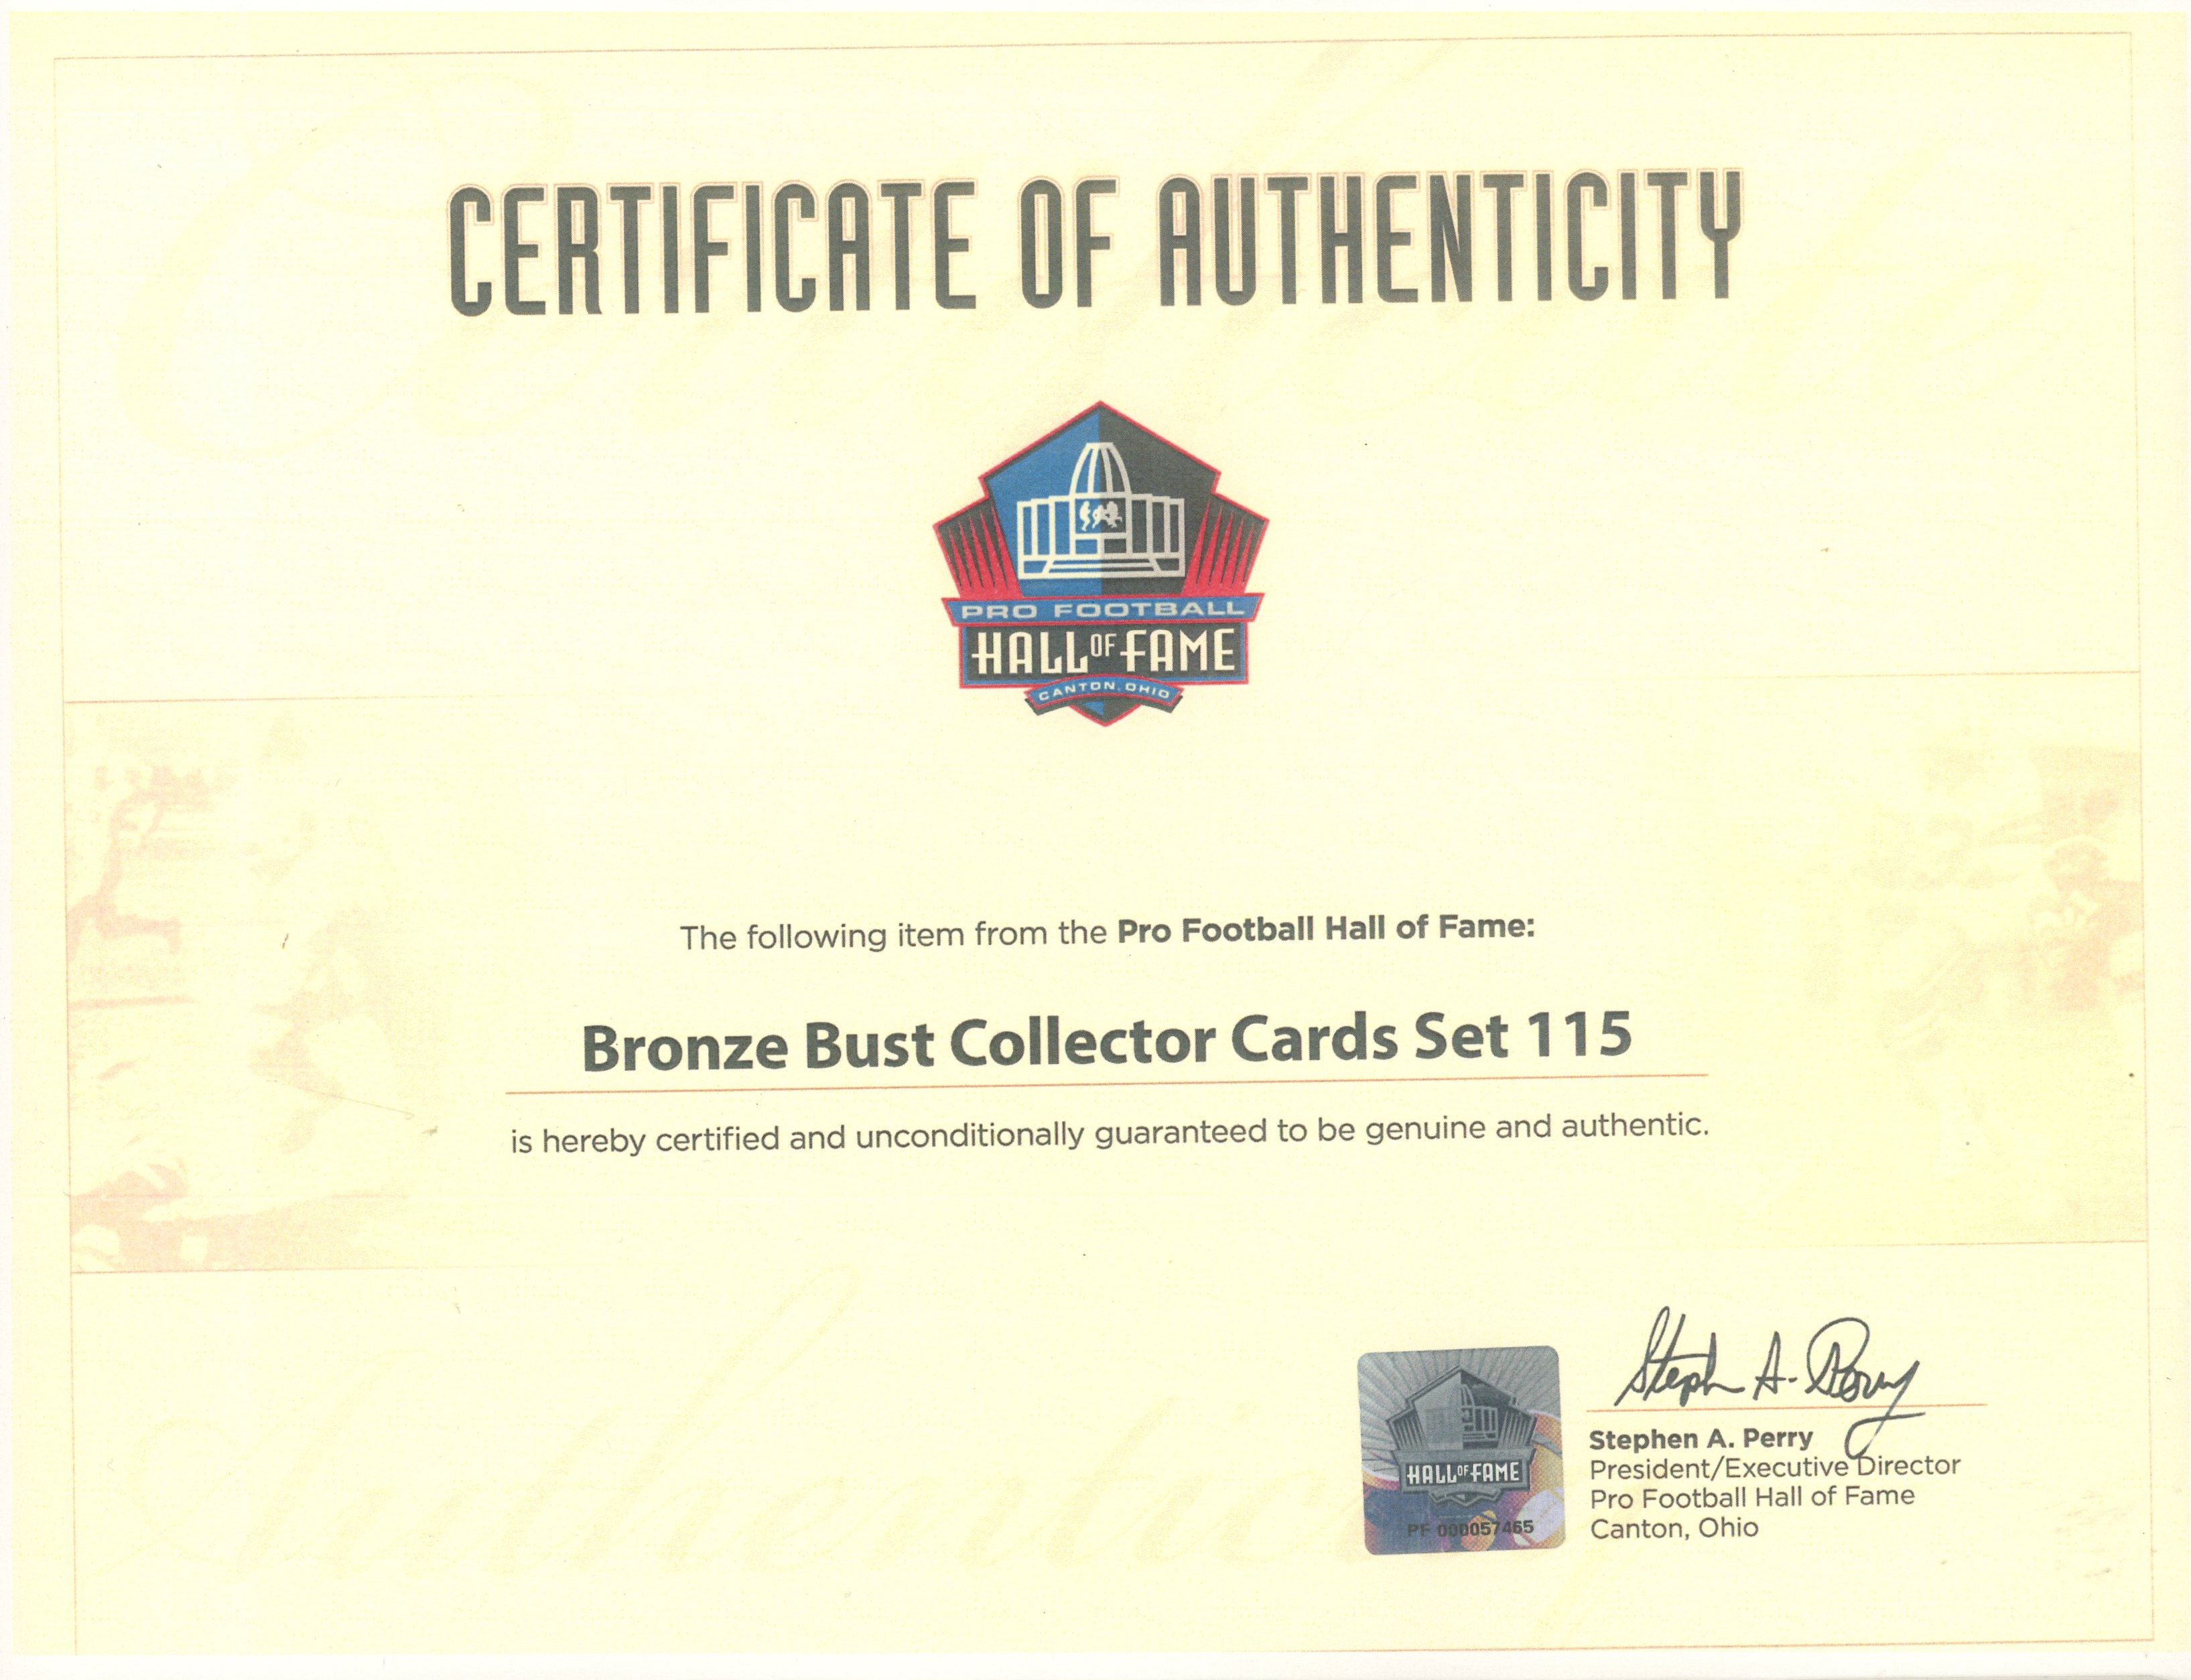 CERTIFICATE OF AUTHENTICITY
PRO FOOTBALL
HALL OF FAME
CANTON, OHIO
The following item from the Pro Football Hall of Fame:
Bronze Bust Collector Cards Set 115
is hereby certified and unconditionally guaranteed to be genuine and authentic.
Steph A. Perry
HALL OF FAME
PF 000057465
Stephen A. Perry
President/Executive Director
Pro Football Hall of Fame
Canton, Ohio